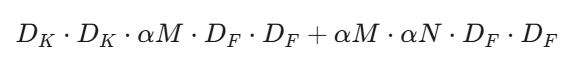 D_K · D_K · αM · D_F · D_F + αM · αN · D_F · D_F